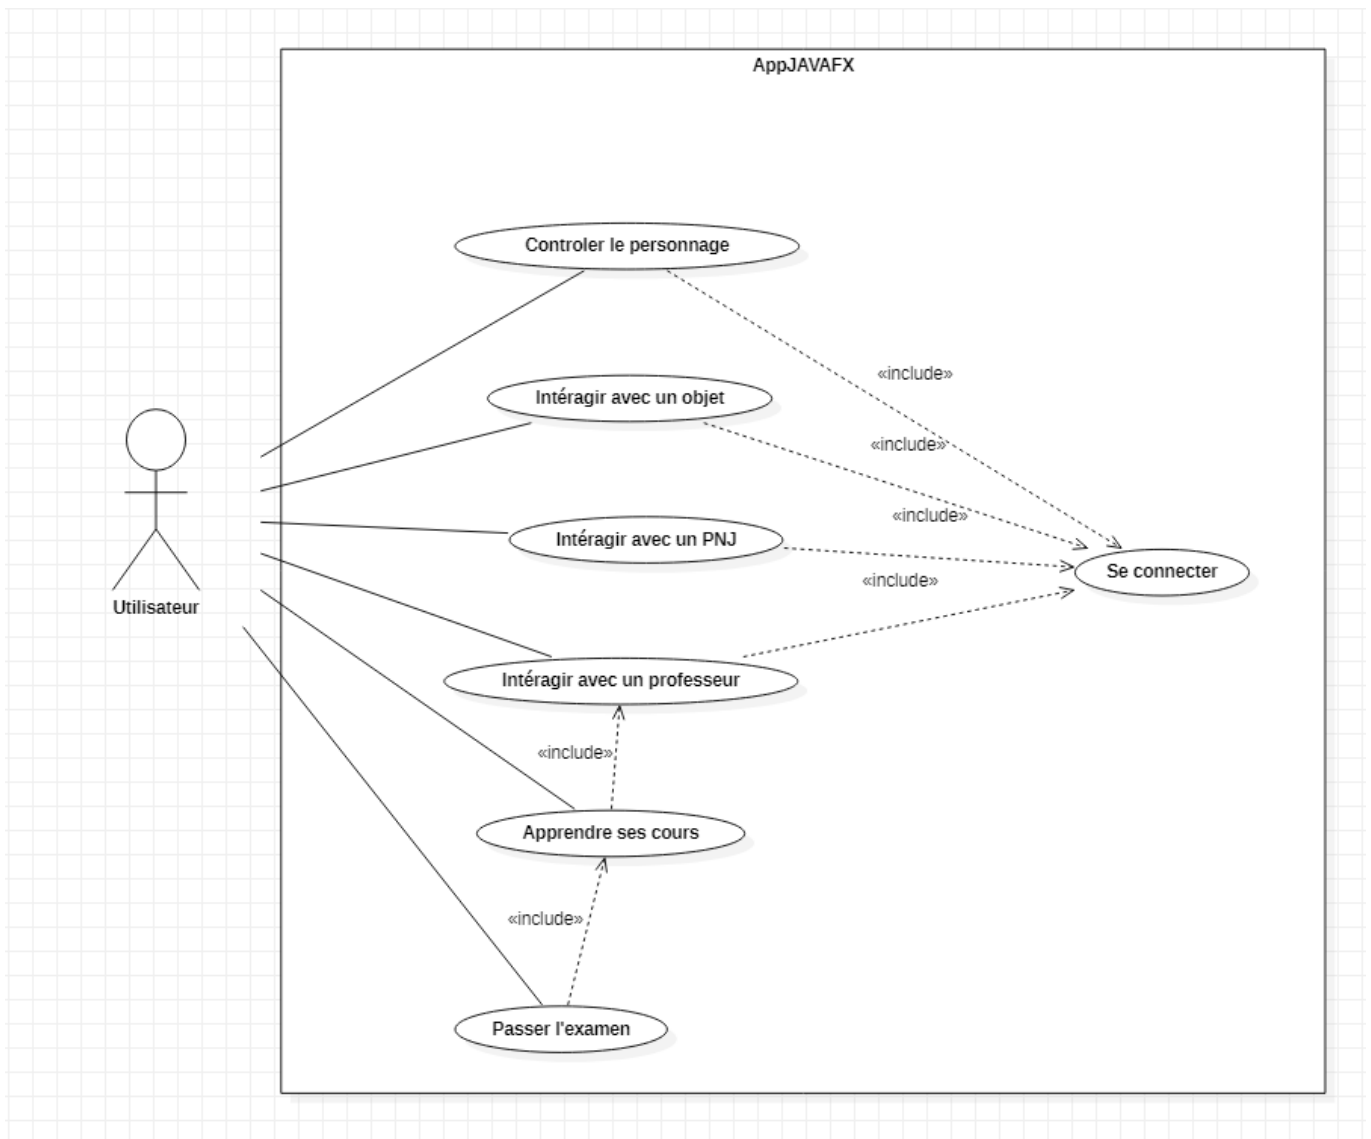 AppJAVAFX
Controler le personnage
«include»
Intéragir avec un objet
«include»
«include»
Intéragir avec un PNJ
Se connecter
«include»
Utilisateur
Intéragir avec un professeur
«include»
Apprendre ses cours
«include»
Passer l'examen